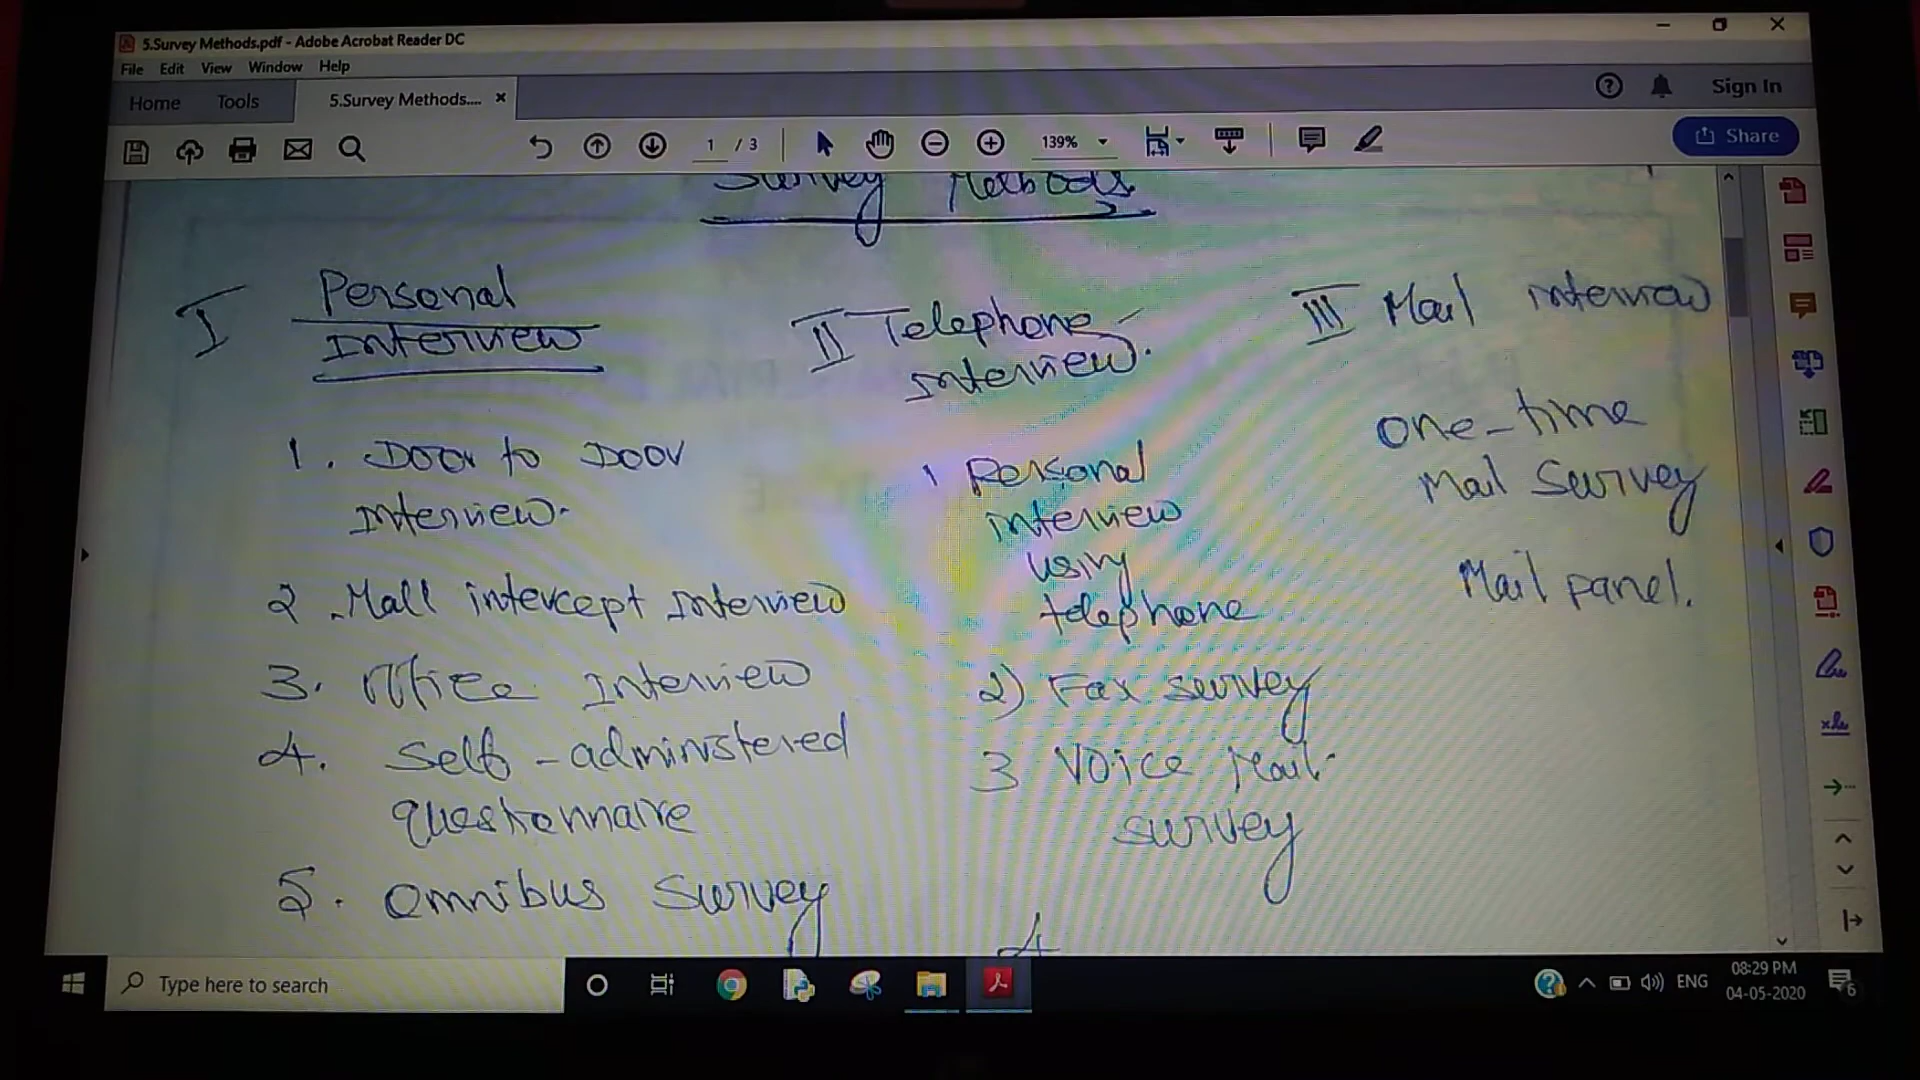 5.Survey Methods.pdf - Adobe Acrobat Reader DC
File Edit View Window Help
Home Tools 5.Survey Methods.... ×
? Sign In
1 / 3 139% Share
Survey Methods
I Personal
Interview
1. Door to Door
Interview.
2. Mall intercept Interview
3. Office Interview
4. Self-administered
questionnaire
5. Omnibus Survey
II Telephone
interview.
1 Personal
interview
using
telephone
2) Fax survey
3 Voice Mail
survey
4
III Mail interview
one-time
Mail Survey
Mail panel.
Type here to search
ENG
08:29 PM
04-05-2020
6